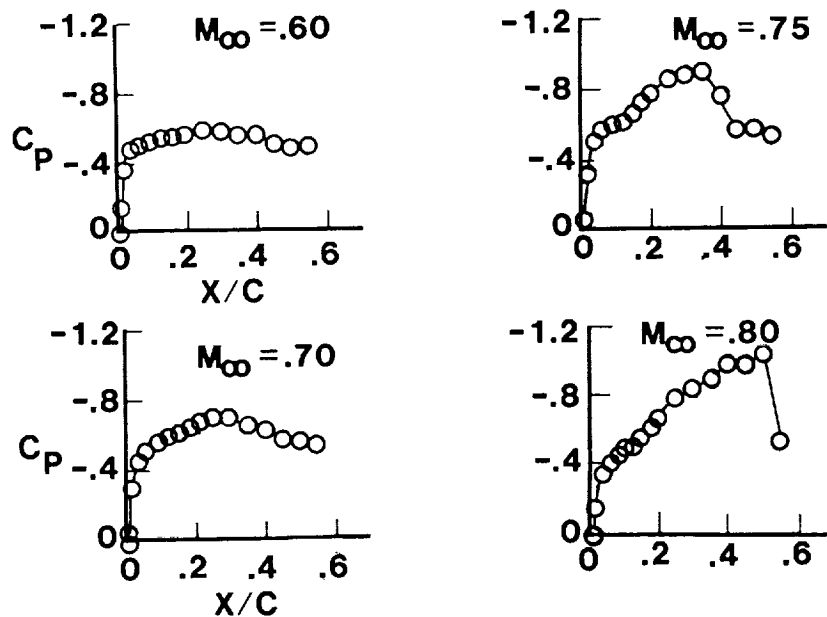 M∞ =.60
-1.2
-.8
CP -.4
0
0 .2 .4 .6
X/C
M∞ =.75
-1.2
-.8
-.4
0
0 .2 .4 .6
M∞ =.70
-1.2
-.8
CP -.4
0
0 .2 .4 .6
X/C
M∞ =.80
-1.2
-.8
-.4
0
0 .2 .4 .6